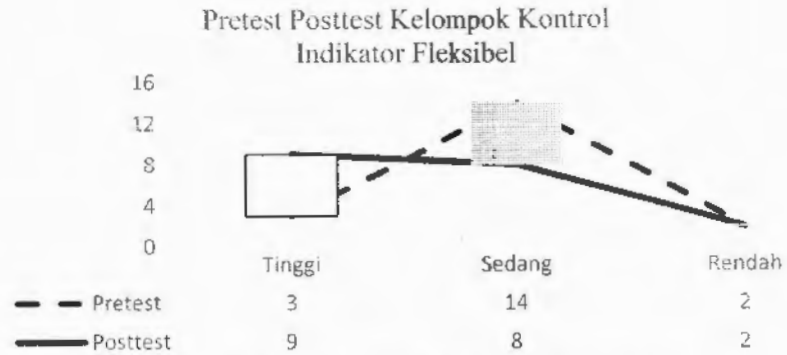 Pretest Posttest Kelompok Kontrol
Indikator Fleksibel
16
12
8
4
0
Tinggi Sedang Rendah
Pretest 3 14 2
Posttest 9 8 2